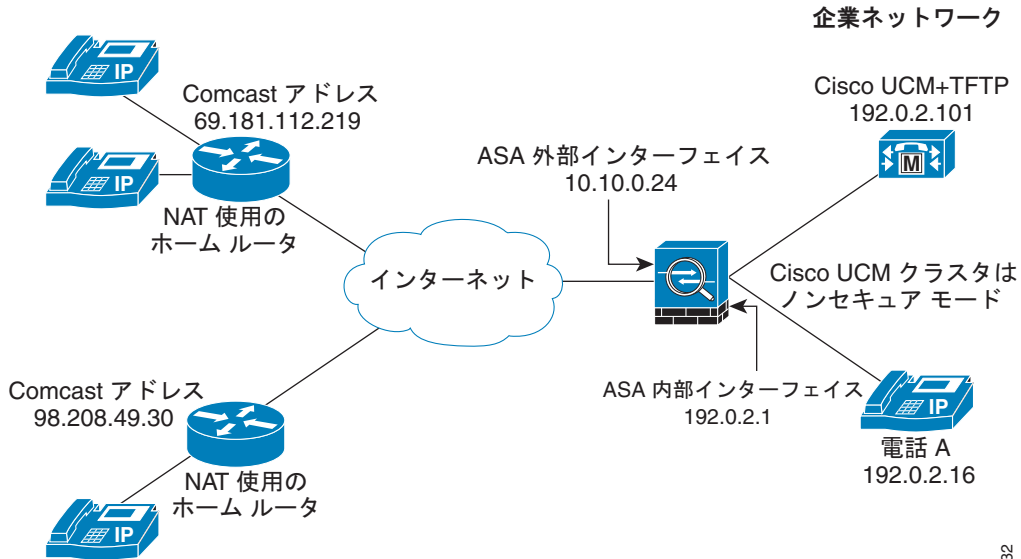 企業ネットワーク
Cisco UCM+TFTP
192.0.2.101
M
IP
Comcast アドレス
69.181.112.219
IP
NAT 使用の
ホーム ルータ
ASA 外部インターフェイス
10.10.0.24
インターネット
Cisco UCM クラスタは
ノンセキュア モード
Comcast アドレス
98.208.49.30
NAT 使用の
ホーム ルータ
IP
ASA 内部インターフェイス
192.0.2.1
IP
電話 A
192.0.2.16
32